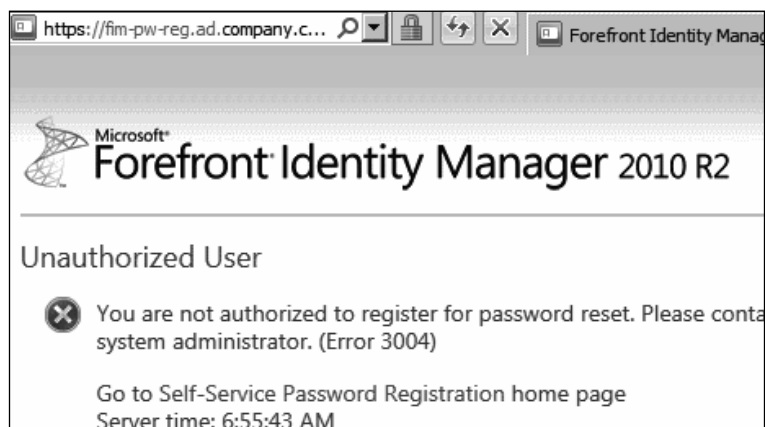 https://fim-pw-reg.ad.company.c...
Forefront Identity Manag
Microsoft®
Forefront® Identity Manager 2010 R2
Unauthorized User
You are not authorized to register for password reset. Please conta
system administrator. (Error 3004)
Go to Self-Service Password Registration home page
Server time: 6:55:43 AM